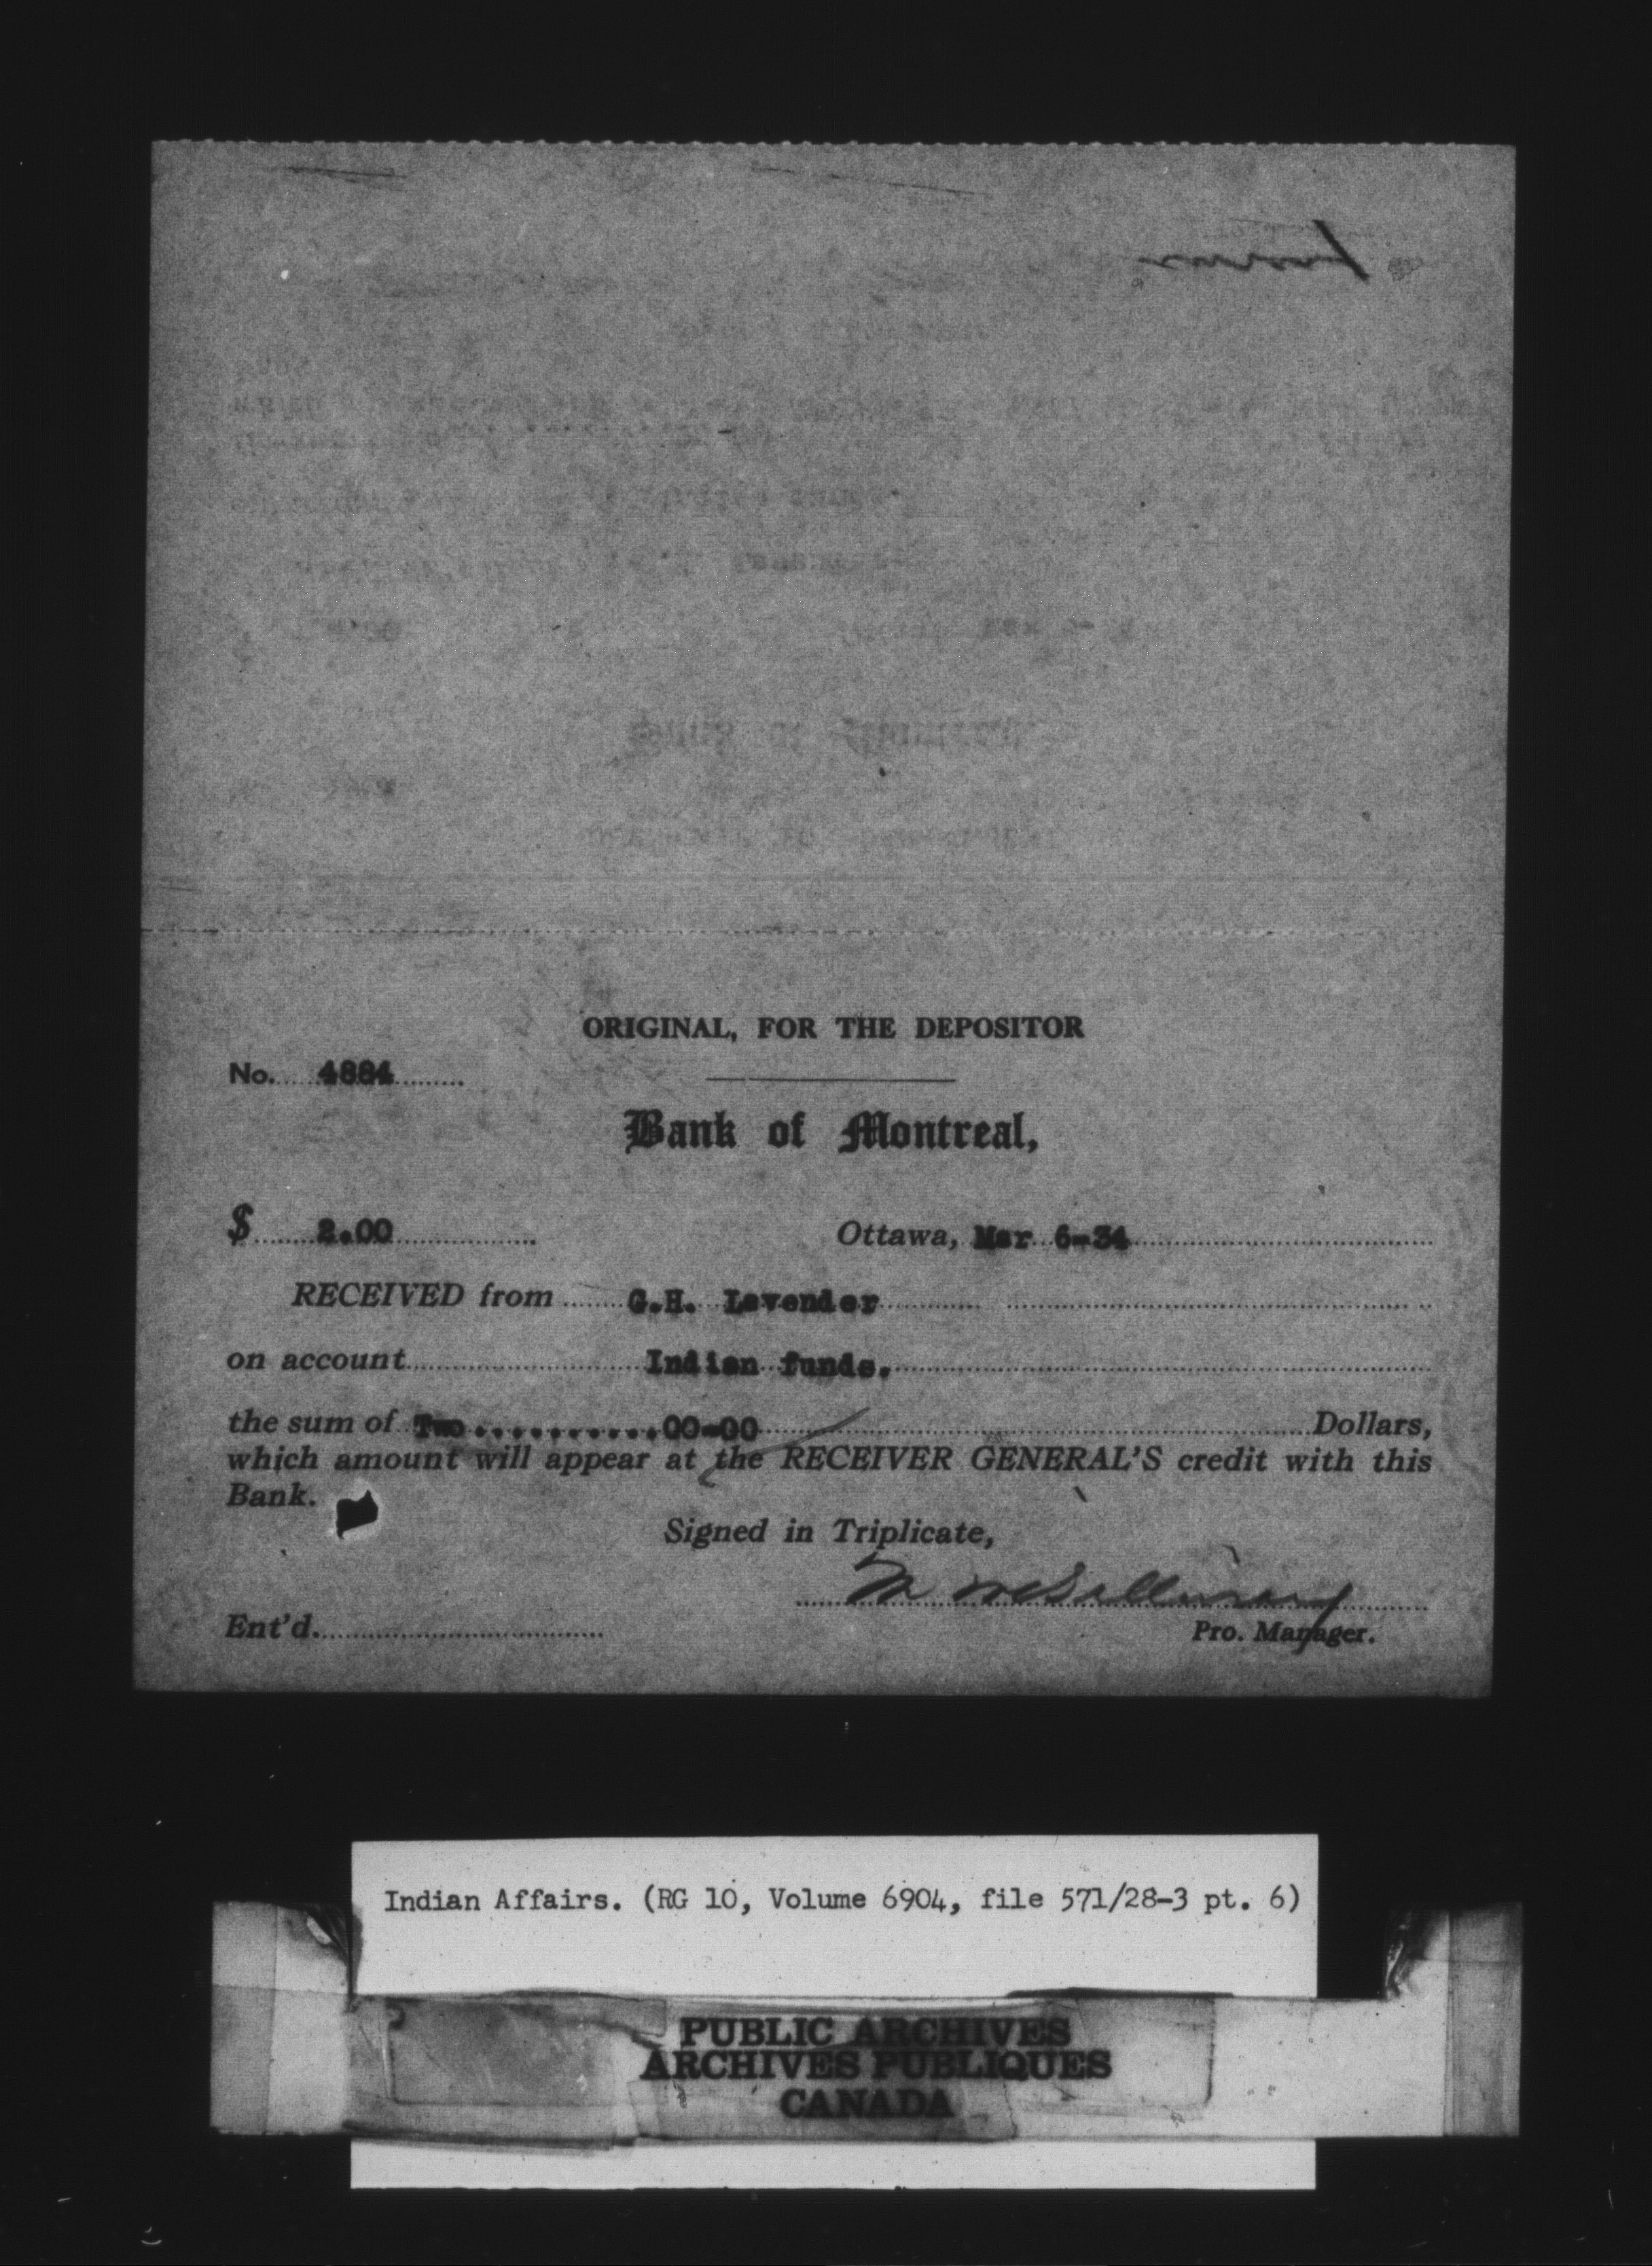 ORIGINAL, FOR THE DEPOSITOR
No. 4884
Bank of Montreal,
$ 2.00 Ottawa, Mar 6-34
RECEIVED from G.H. Lavender
on account Indian funds.
the sum of Two...........00-00 Dollars,
which amount will appear at the RECEIVER GENERAL'S credit with this
Bank.
Signed in Triplicate,
Ent'd.
Pro. Manager.
Indian Affairs. (RG 10, Volume 6904, file 571/28-3 pt. 6)
PUBLIC ARCHIVES
ARCHIVES PUBLIQUES
CANADA